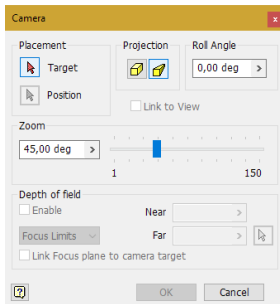 Camera
Placement
Projection
Roll Angle
Target
0,00 deg
Position
Link to View
Zoom
45,00 deg
1
150
Depth of field
Enable
Near
Focus Limits
Far
Link Focus plane to camera target
OK
Cancel